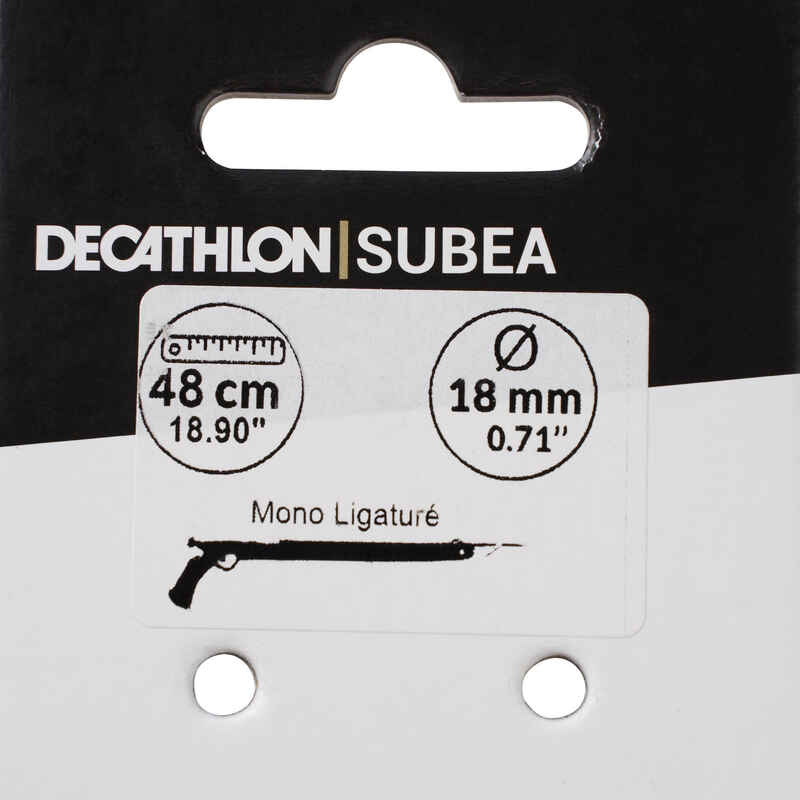 DECATHLON | SUBEA
48 cm
18.90"
Ø
18 mm
0.71"
Mono Ligaturé